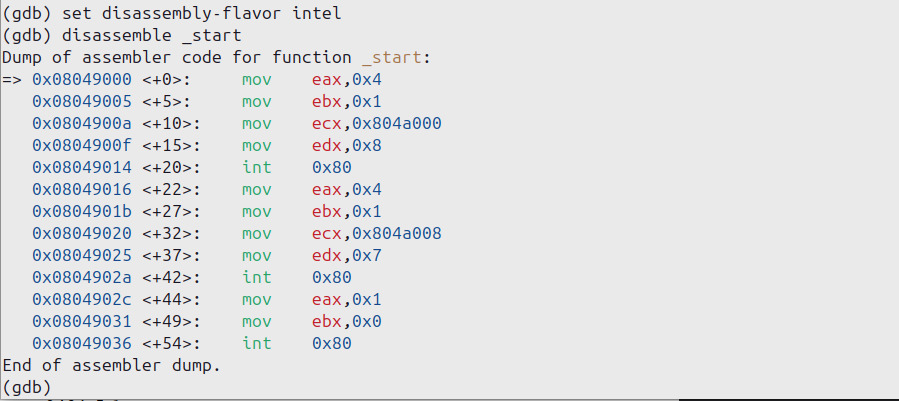 (gdb) set disassembly-flavor intel
(gdb) disassemble _start
Dump of assembler code for function _start:
=> 0x08049000 <+0>:     mov    eax,0x4
   0x08049005 <+5>:     mov    ebx,0x1
   0x0804900a <+10>:    mov    ecx,0x804a000
   0x0804900f <+15>:    mov    edx,0x8
   0x08049014 <+20>:    int    0x80
   0x08049016 <+22>:    mov    eax,0x4
   0x0804901b <+27>:    mov    ebx,0x1
   0x08049020 <+32>:    mov    ecx,0x804a008
   0x08049025 <+37>:    mov    edx,0x7
   0x0804902a <+42>:    int    0x80
   0x0804902c <+44>:    mov    eax,0x1
   0x08049031 <+49>:    mov    ebx,0x0
   0x08049036 <+54>:    int    0x80
End of assembler dump.
(gdb)